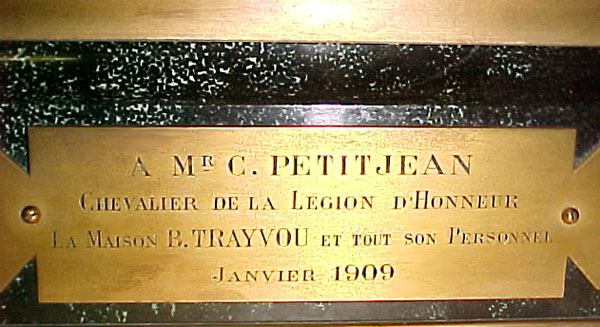 A MR C. PETITJEAN
CHEVALIER DE LA LÉGION D'HONNEUR
LA MAISON B. TRAYVOU ET TOUT SON PERSONNEL
JANVIER 1909